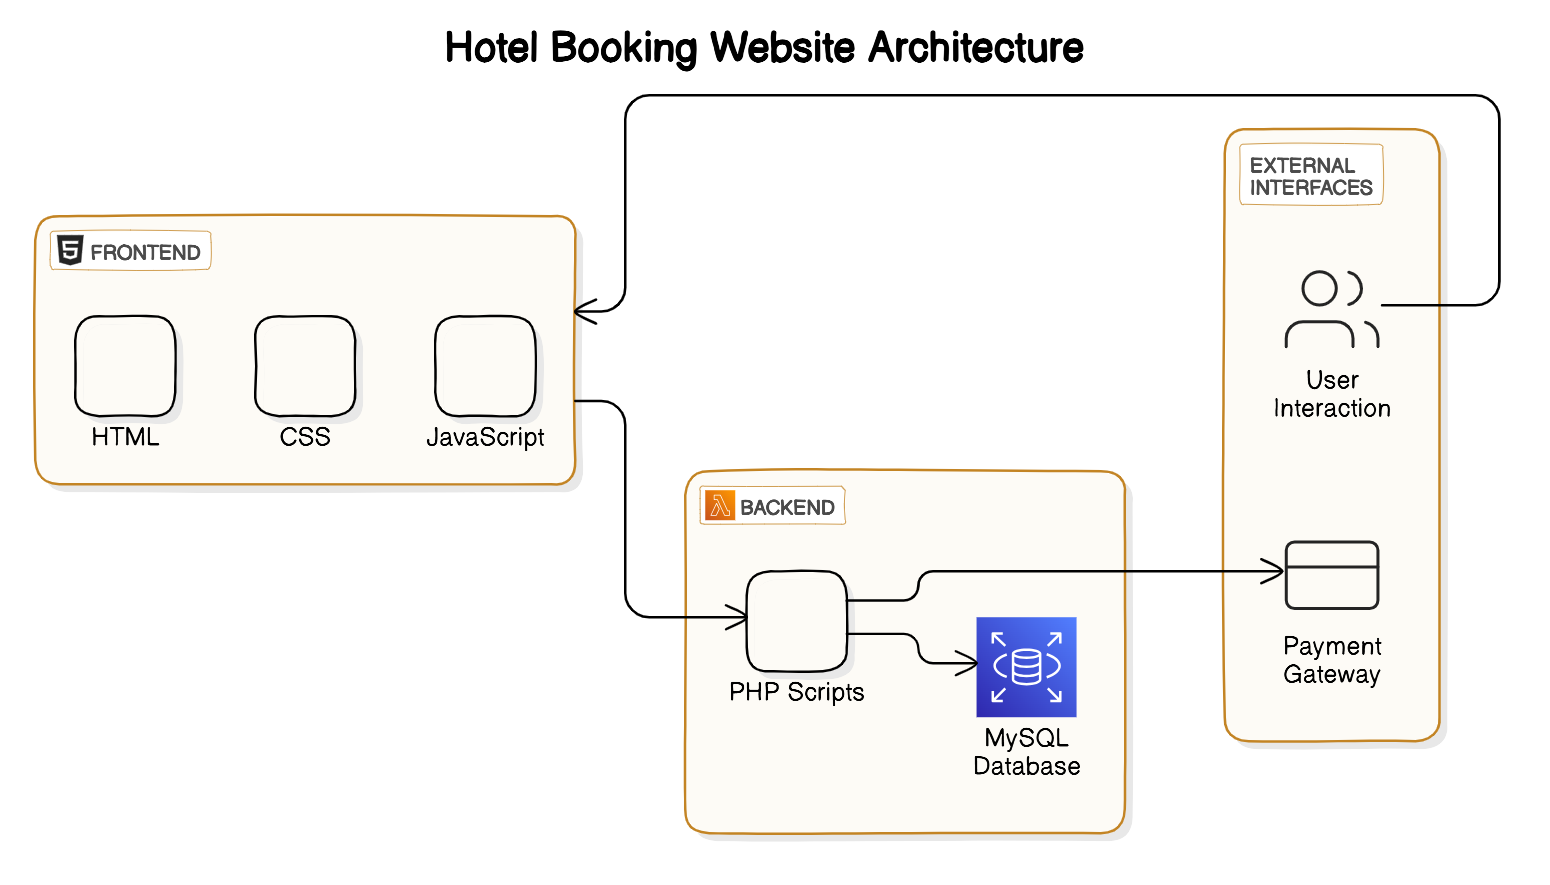 Hotel Booking Website Architecture
EXTERNAL
INTERFACES
FRONTEND
User
Interaction
HTML
CSS
JavaScript
BACKEND
PHP Scripts
MySQL
Database
Payment
Gateway